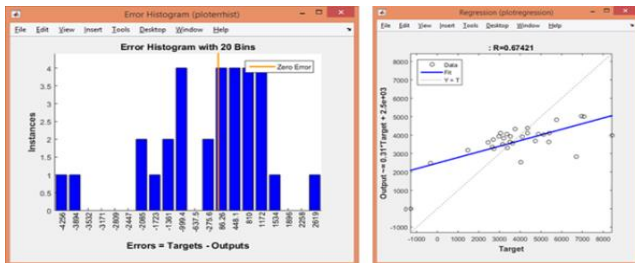 Error Histogram (ploterrhist)
File Edit View Insert Tools Desktop Window Help
Error Histogram with 20 Bins
Zero Error
Instances
4
3.5
3
2.5
2
1.5
1
0.5
0
-4256
-3894
-3532
-3171
-2809
-2447
-2085
-1723
-1361
-999.4
-637.5
-275.6
86.26
448.1
810
1172
1534
1896
2258
2619
Errors = Targets - Outputs
Regression (plotregression)
File Edit View Insert Tools Desktop Window Help
: R=0.67421
Data
Fit
Y = T
Output ~= 0.31*Target + 2.5e+03
8000
7000
6000
5000
4000
3000
2000
1000
0
-1000
-1000 0 1000 2000 3000 4000 5000 6000 7000 8000
Target